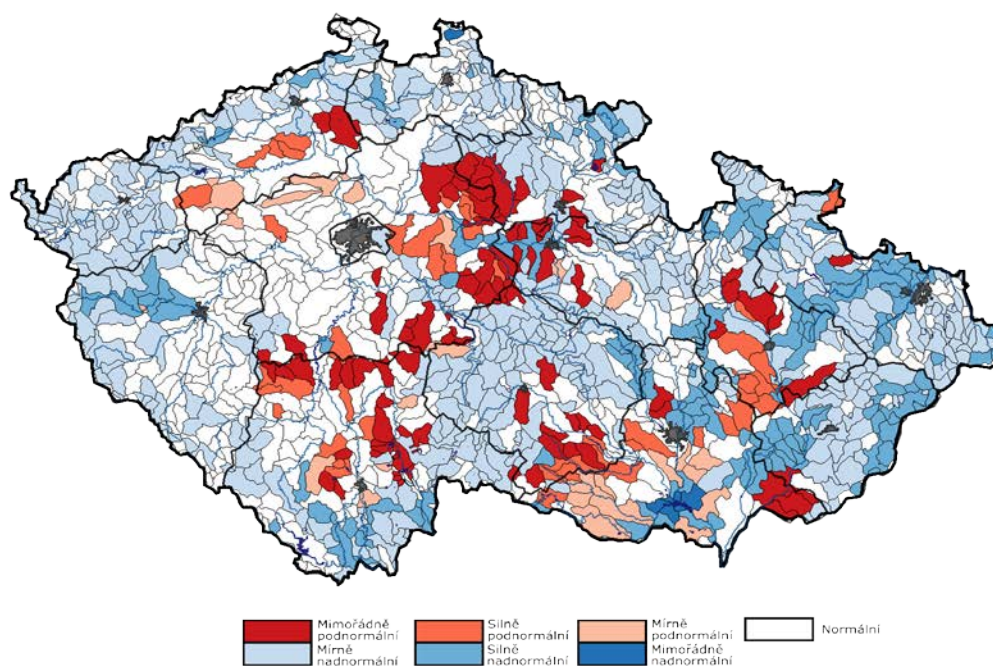 Mimořádně
podnormální
Silně
podnormální
Mírně
podnormální
Normální
Mírně
nadnormální
Silně
nadnormální
Mimořádně
nadnormální